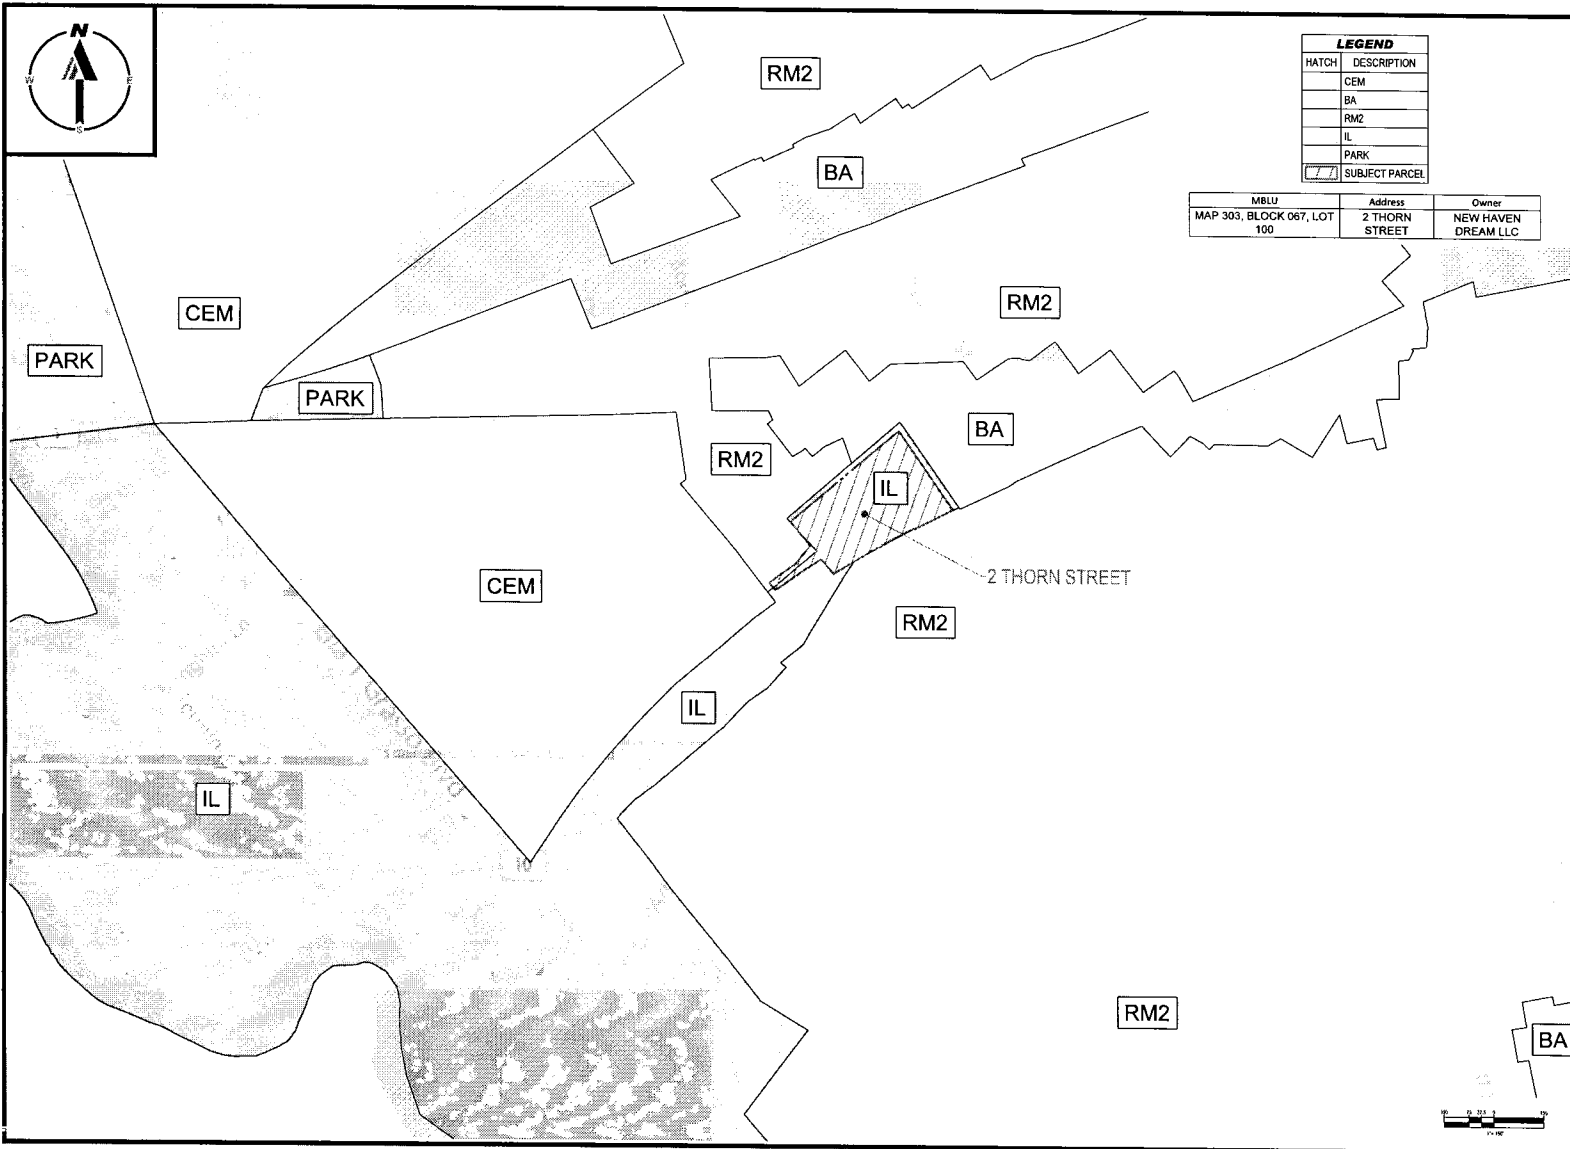 N
W
E
S
LEGEND
HATCH DESCRIPTION
CEM
BA
RM2
IL
PARK
SUBJECT PARCEL
MBLU Address Owner
MAP 303, BLOCK 067, LOT 100 2 THORN STREET NEW HAVEN DREAM LLC
RM2
BA
CEM
RM2
PARK
PARK
BA
RM2
IL
CEM
2 THORN STREET
RM2
IL
IL
RM2
BA